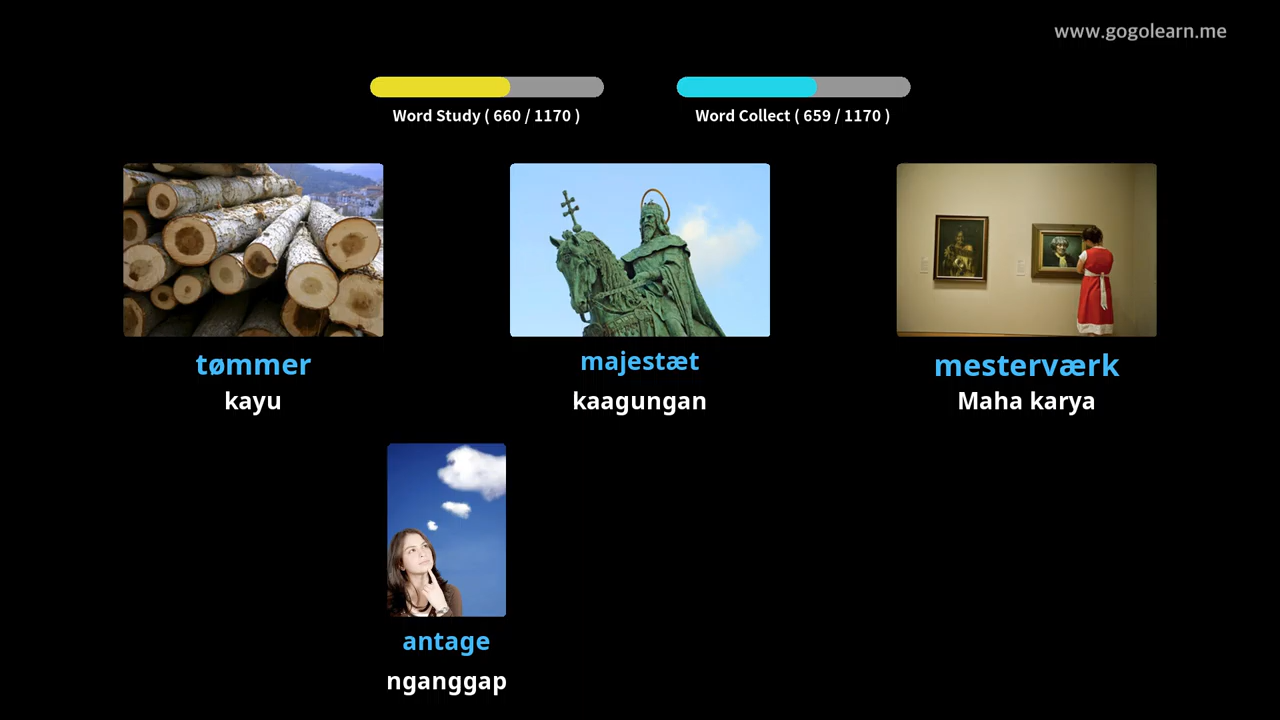 www.gogolearn.me
Word Study ( 660 / 1170 )
Word Collect ( 659 / 1170 )
tømmer
majestæt
mesterværk
kayu
kaagungan
Maha karya
antage
nganggap